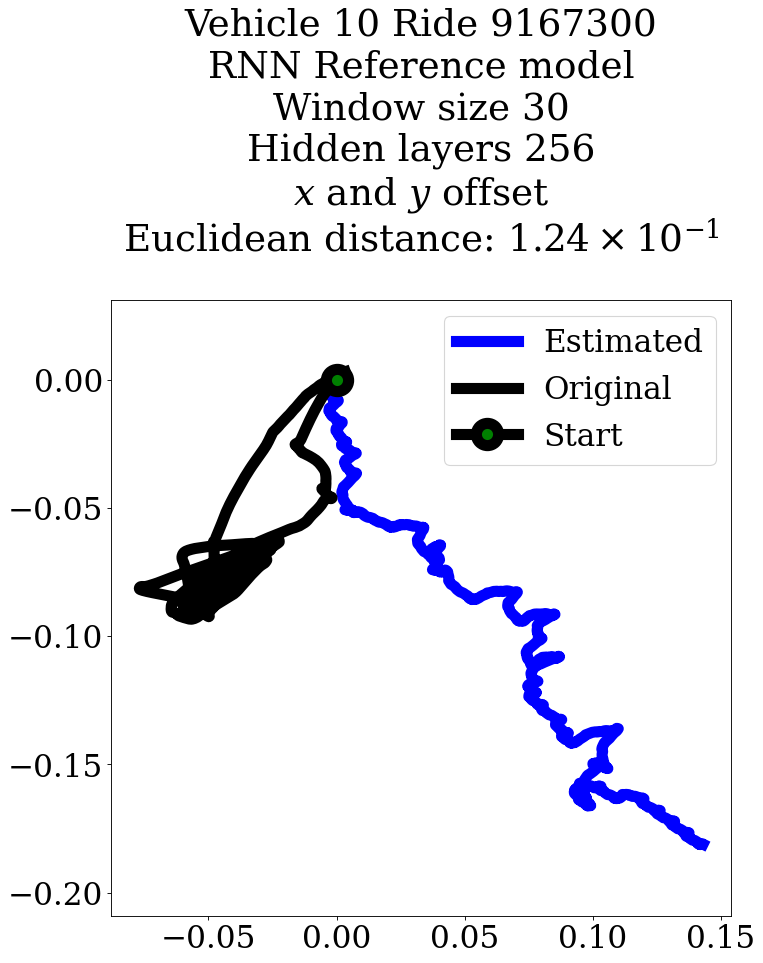 Vehicle 10 Ride 9167300
RNN Reference model
Window size 30
Hidden layers 256
x and y offset
Euclidean distance: 1.24 × 10⁻¹
Estimated
Original
Start
0.00
−0.05
−0.10
−0.15
−0.20
−0.05 0.00 0.05 0.10 0.15